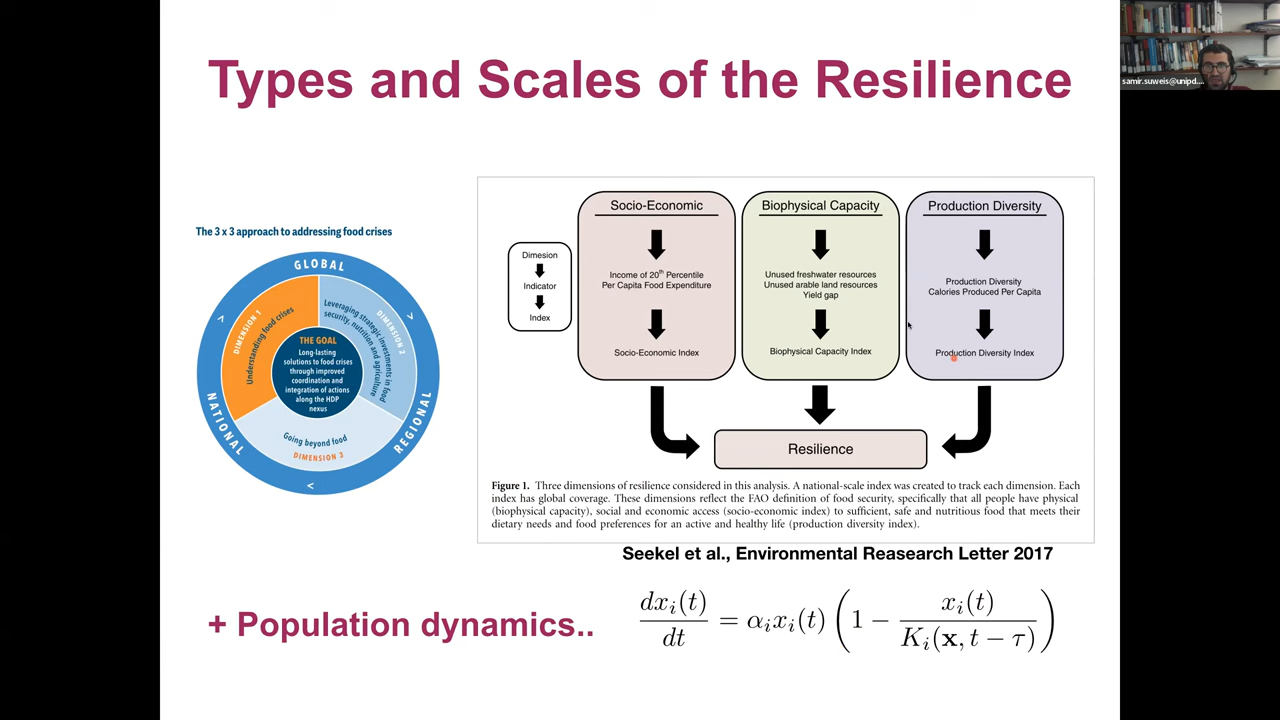 Types and Scales of the Resilience
samir.suweis@unipd....
The 3 x 3 approach to addressing food crises
GLOBAL
NATIONAL
REGIONAL
DIMENSION 1
Understanding food crises
DIMENSION 2
Leveraging strategic investments in food
security, nutrition and agriculture
Going beyond food
DIMENSION 3
THE GOAL
Long-lasting
solutions to food crises
through improved
coordination and
integration of actions
along the HDP
nexus
Dimesion
Indicator
Index
Socio-Economic
Income of 20th Percentile
Per Capita Food Expenditure
Socio-Economic Index
Biophysical Capacity
Unused freshwater resources
Unused arable land resources
Yield gap
Biophysical Capacity Index
Production Diversity
Production Diversity
Calories Produced Per Capita
Production Diversity Index
Resilience
Figure 1. Three dimensions of resilience considered in this analysis. A national-scale index was created to track each dimension. Each
index has global coverage. These dimensions reflect the FAO definition of food security, specifically that all people have physical
(biophysical capacity), social and economic access (socio-economic index) to sufficient, safe and nutritious food that meets their
dietary needs and food preferences for an active and healthy life (production diversity index).
Seekel et al., Environmental Reasearch Letter 2017
+ Population dynamics..
dxᵢ(t)/dt = αᵢxᵢ(t) (1 − xᵢ(t)/Kᵢ(𝐱, t − τ))